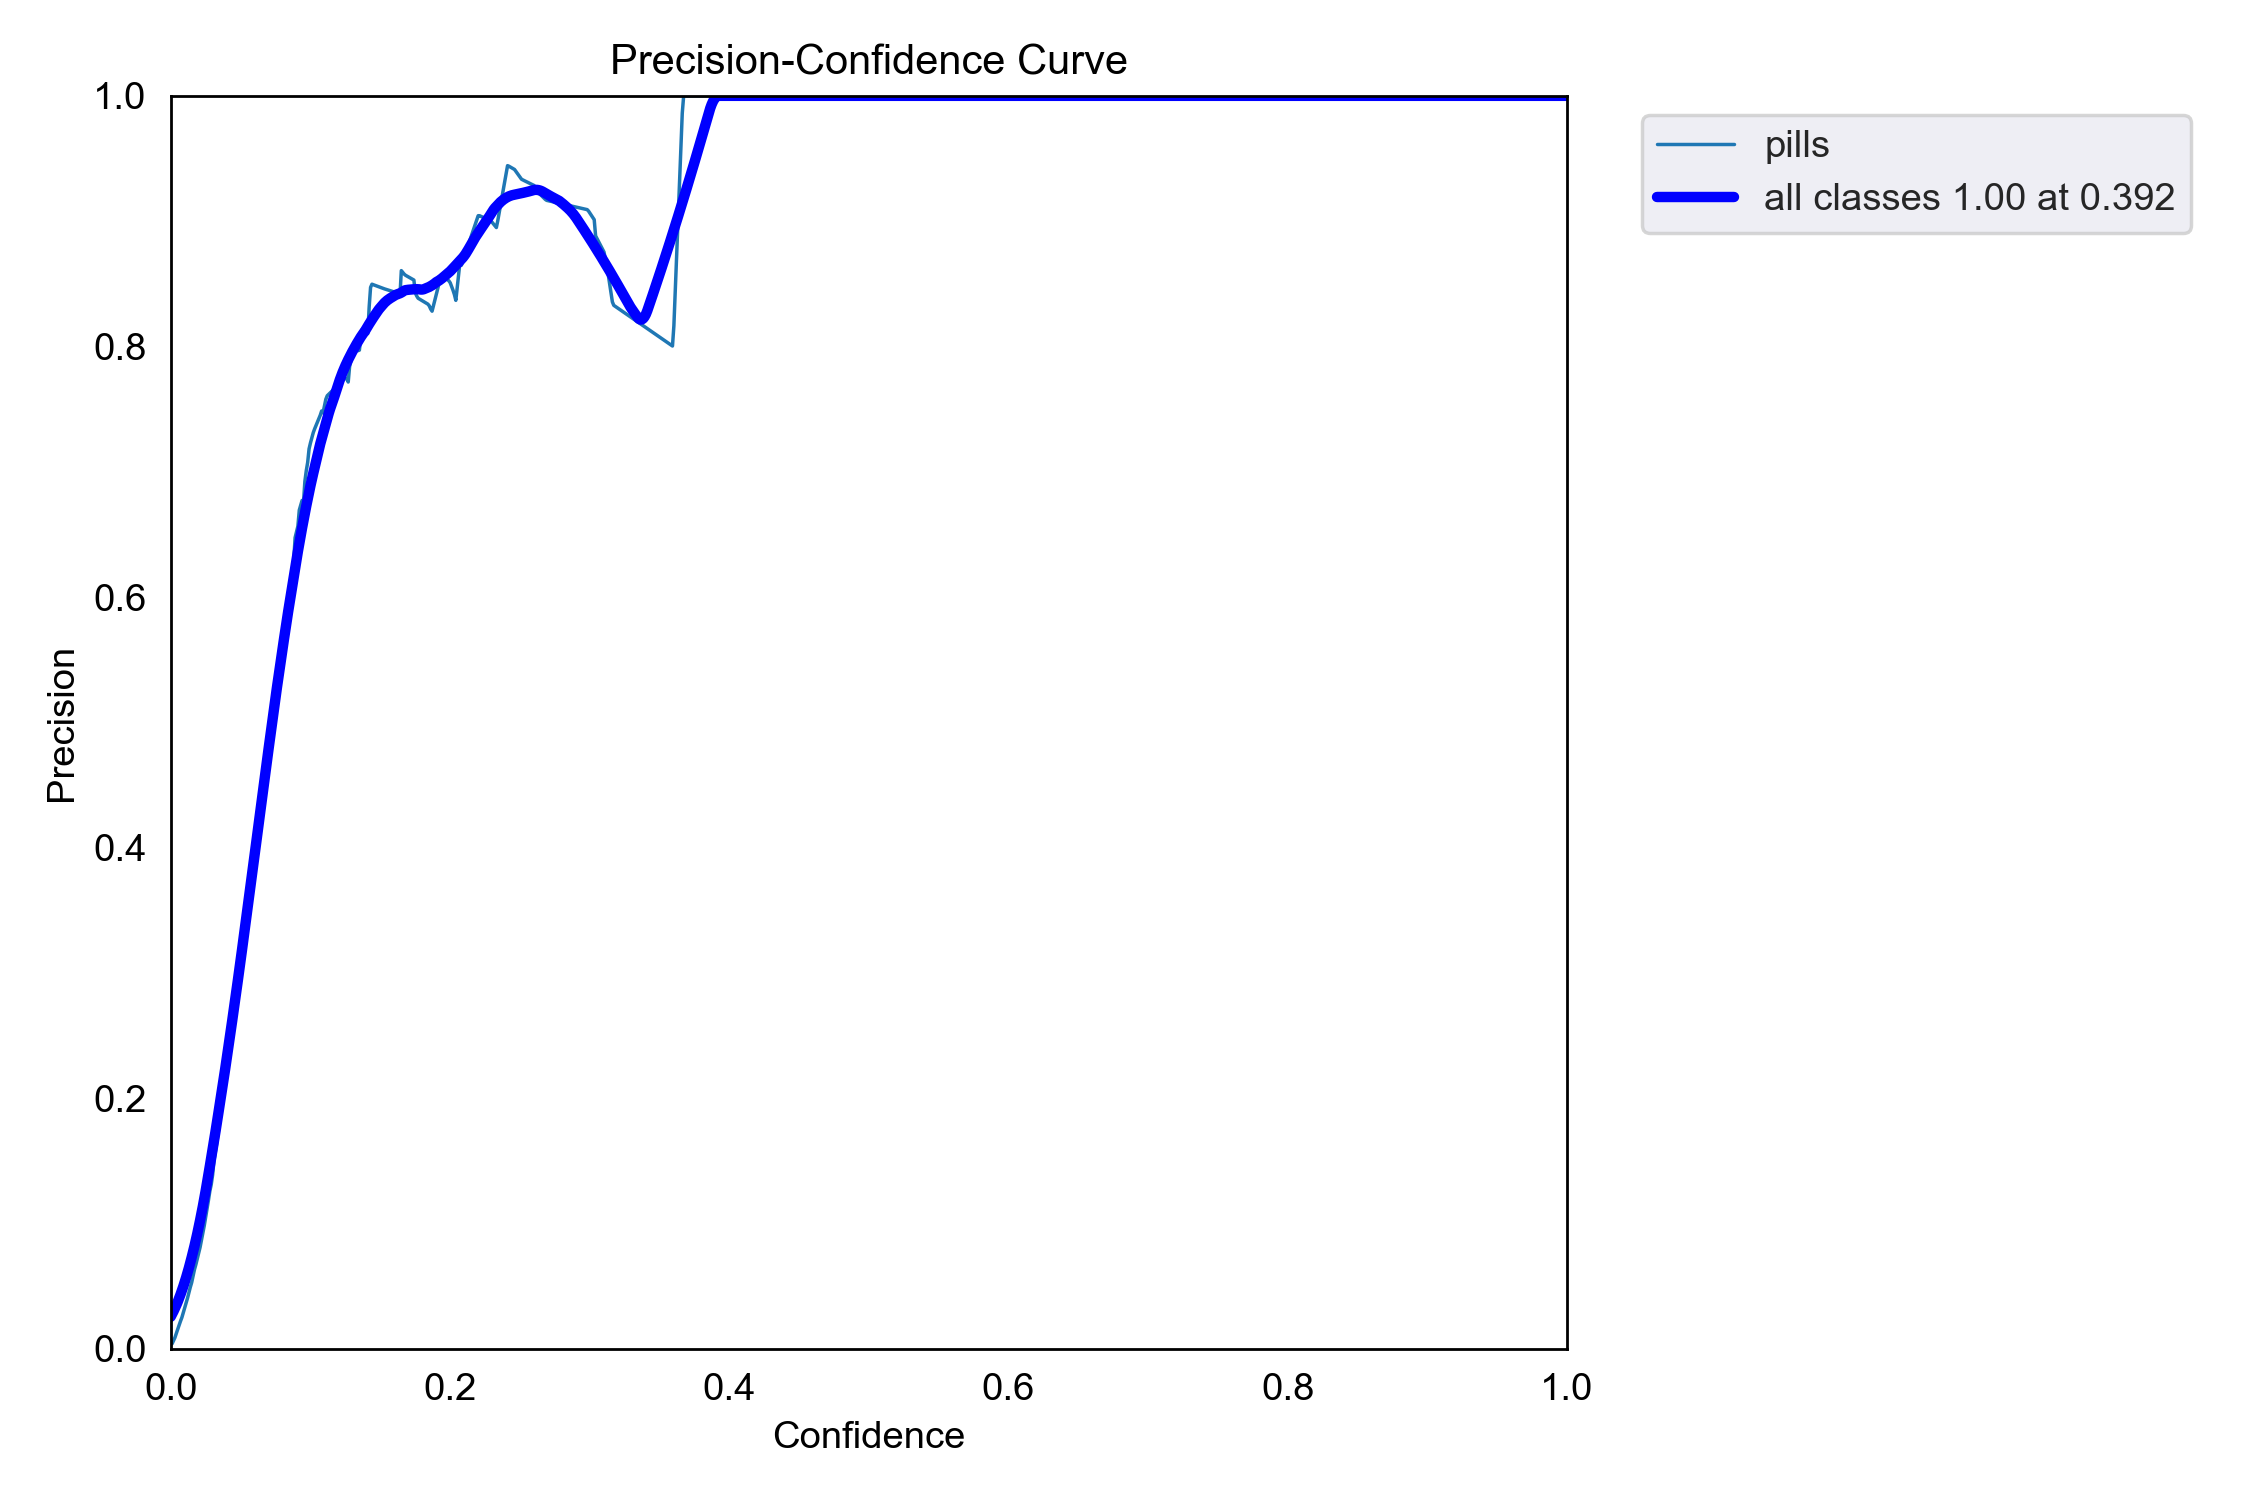 Precision-Confidence Curve
1.0
0.8
0.6
0.4
0.2
0.0
Precision
0.0 0.2 0.4 0.6 0.8 1.0
Confidence
pills
all classes 1.00 at 0.392